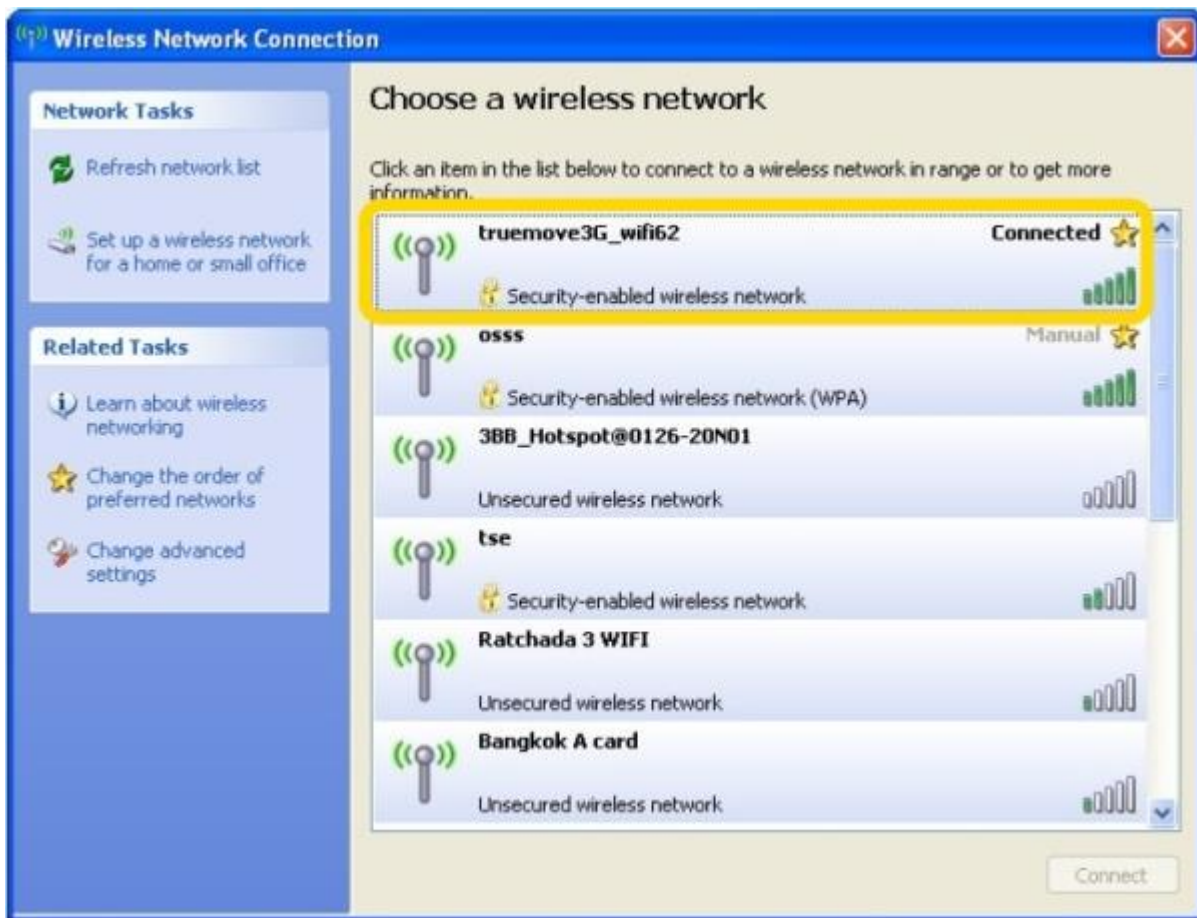 Wireless Network Connection
Network Tasks
Refresh network list
Set up a wireless network
for a home or small office
Related Tasks
Learn about wireless
networking
Change the order of
preferred networks
Change advanced
settings
Choose a wireless network
Click an item in the list below to connect to a wireless network in range or to get more
information.
truemove3G_wifi62 Connected
Security-enabled wireless network
osss Manual
Security-enabled wireless network (WPA)
3BB_Hotspot@0126-20N01
Unsecured wireless network
tse
Security-enabled wireless network
Ratchada 3 WIFI
Unsecured wireless network
Bangkok A card
Unsecured wireless network
Connect